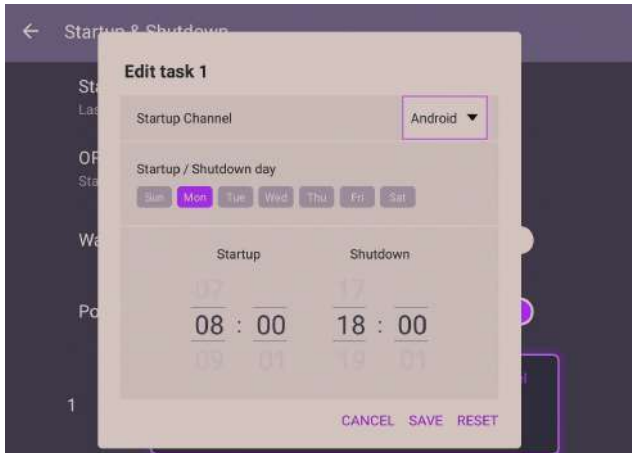 Startup & Shutdown
Edit task 1
Startup Channel
Android
Startup / Shutdown day
Sun Mon Tue Wed Thu Fri Sat
Startup Shutdown
07 17
08 : 00 18 : 00
09 01 19 01
1
CANCEL SAVE RESET